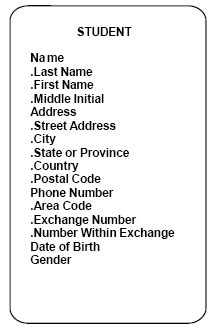 STUDENT
Name
.Last Name
.First Name
.Middle Initial
Address
.Street Address
.City
.State or Province
.Country
.Postal Code
Phone Number
.Area Code
.Exchange Number
.Number Within Exchange
Date of Birth
Gender